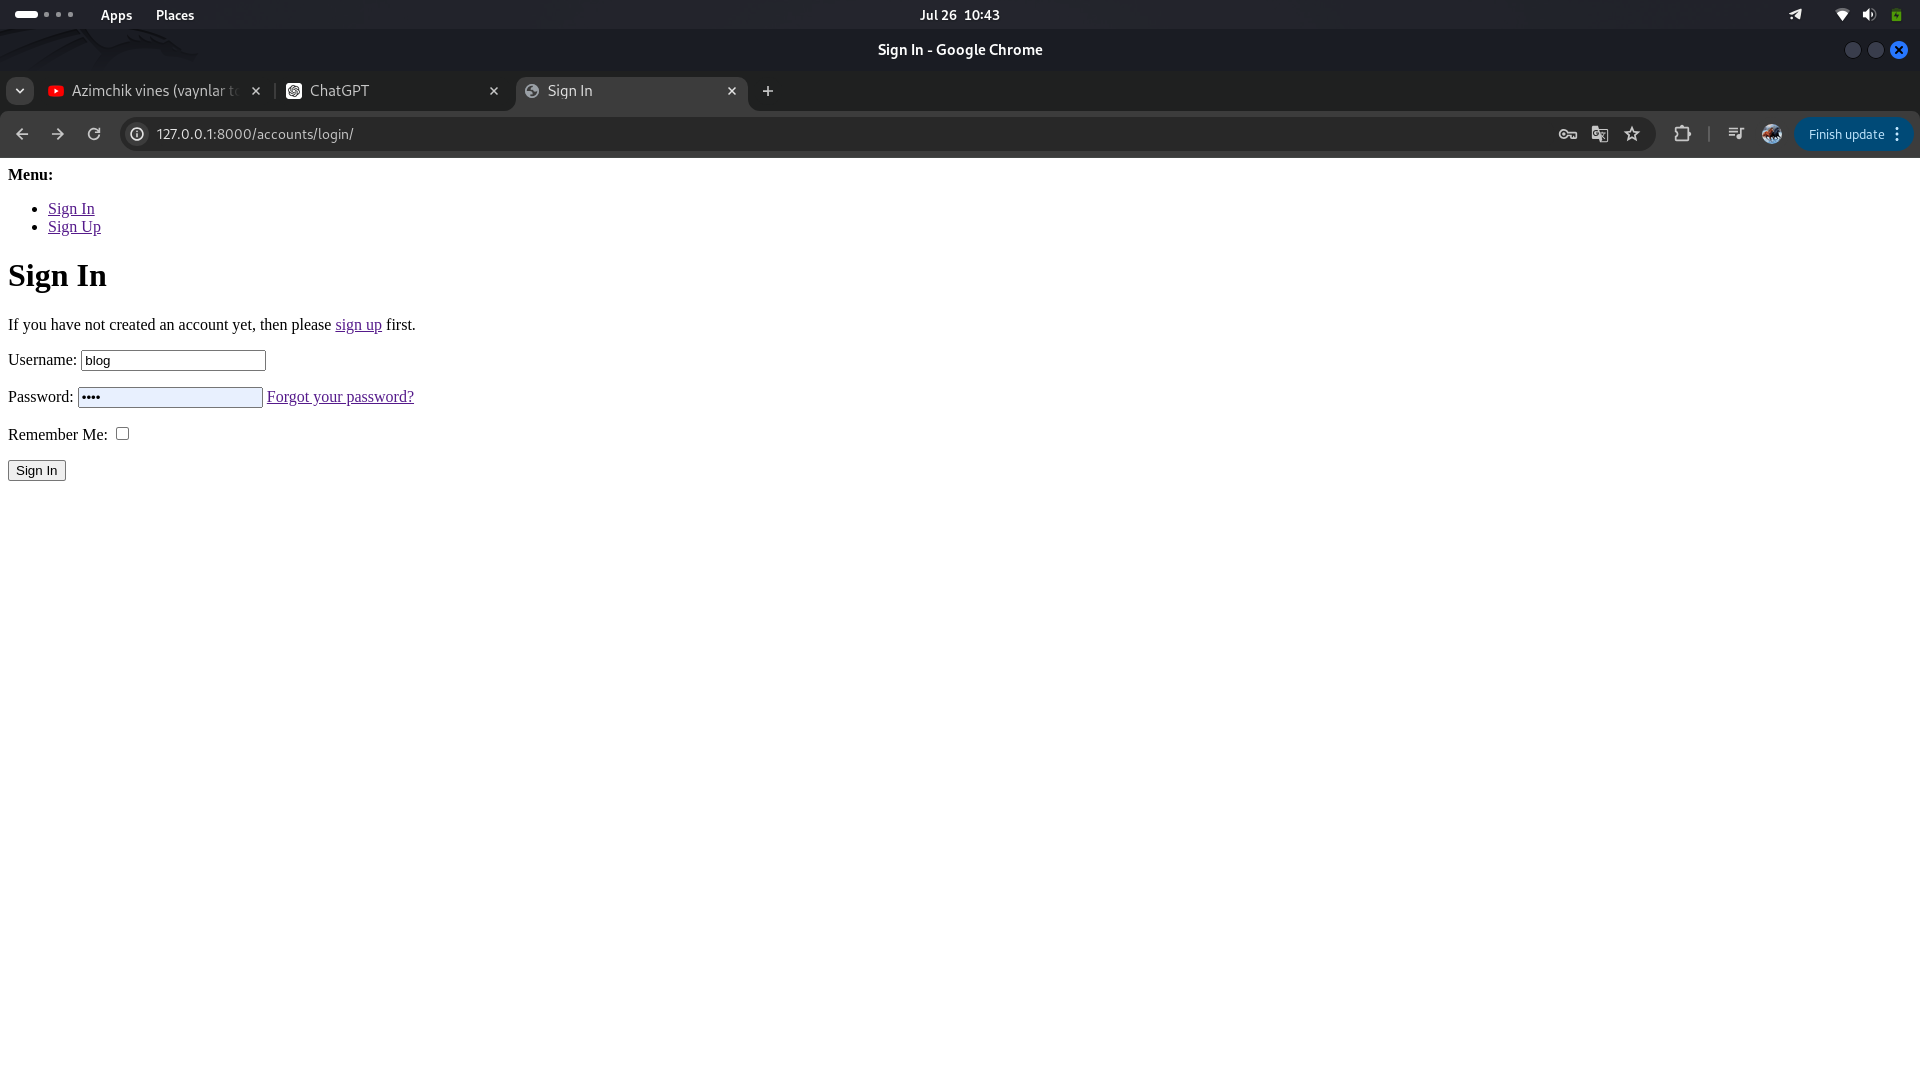 Apps Places Jul 26 10:43
Sign In - Google Chrome
Azimchik vines (vaynlar ChatGPT Sign In
127.0.0.1:8000/accounts/login/ Finish update
Menu:
Sign In
Sign Up
Sign In
If you have not created an account yet, then please sign up first.
Username: blog
Password: •••• Forgot your password?
Remember Me:
Sign In